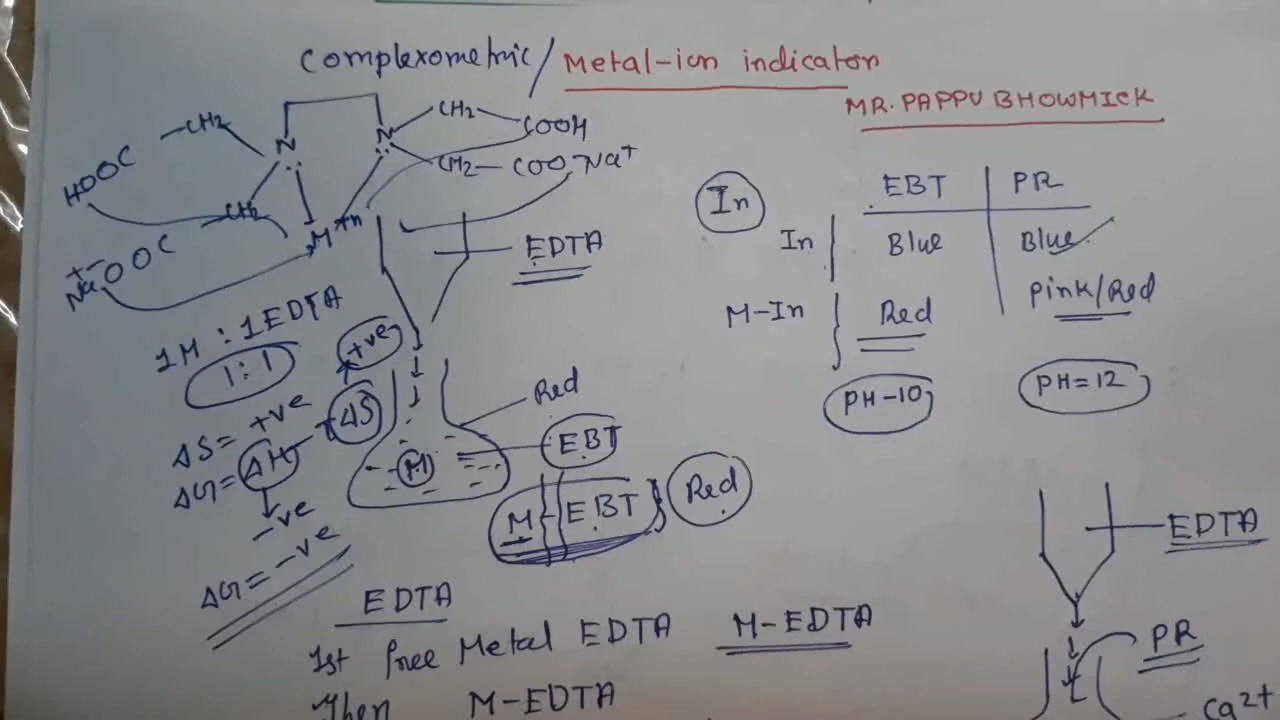 Complexometric / Metal-ion indicator
MR. PAPPU BHOWMICK
HOOC
CH2
N
N
CH2
COOH
CH2 - COO Na+
CH2
M+n
Na+ -OOC
EDTA
1M : 1EDTA
1 : 1
+ve
ΔS = +ve
ΔG = ΔH - TΔS
-ve
ΔG = -ve
Red
M
EBT
M - EBT } Red
In
EBT | PR
In | Blue | Blue
M-In } Red | Pink/Red
PH-10
PH=12
EDTA
1st free Metal EDTA M-EDTA
Then M-EDTA
EDTA
PR
Ca2+